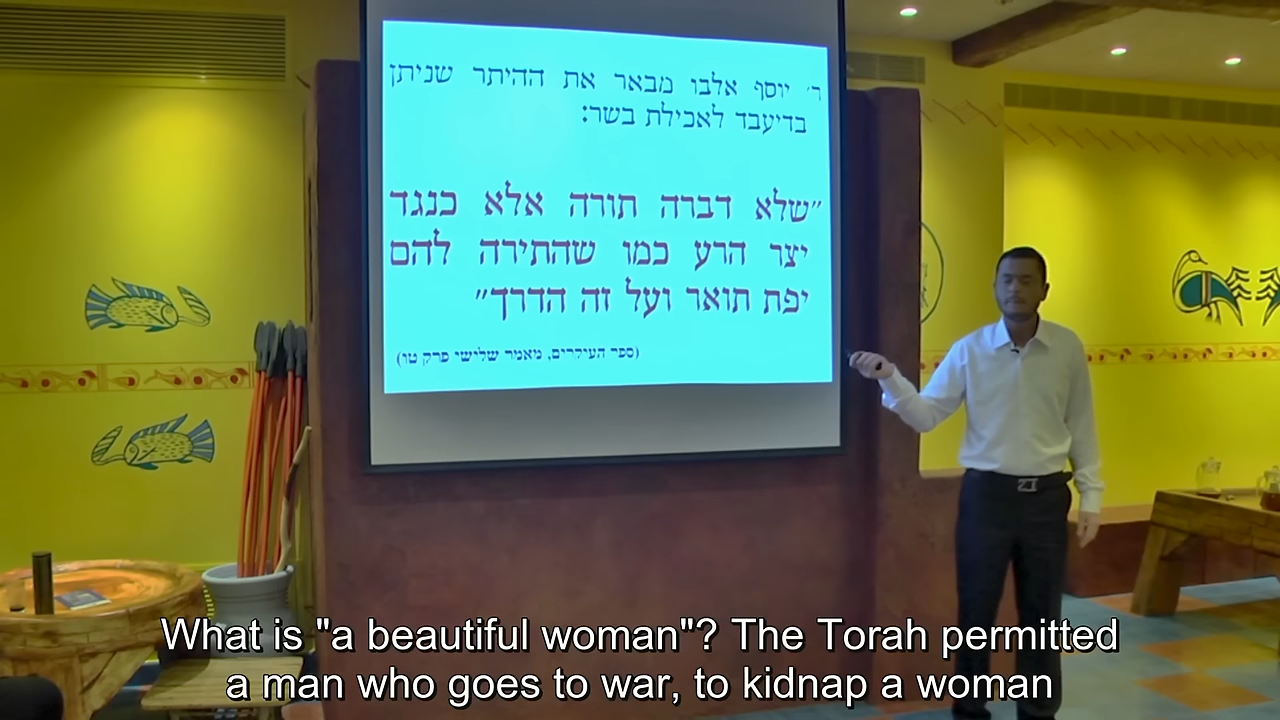 ר׳ יוסף אלבו מבאר את ההיתר שניתן
בדיעבד לאכילת בשר:
״שלא דברה תורה אלא כנגד
יצר הרע כמו שהתירה להם
יפת תואר ועל זה הדרך״
(ספר העיקרים, מאמר שלישי פרק טו)
What is "a beautiful woman"? The Torah permitted
a man who goes to war, to kidnap a woman